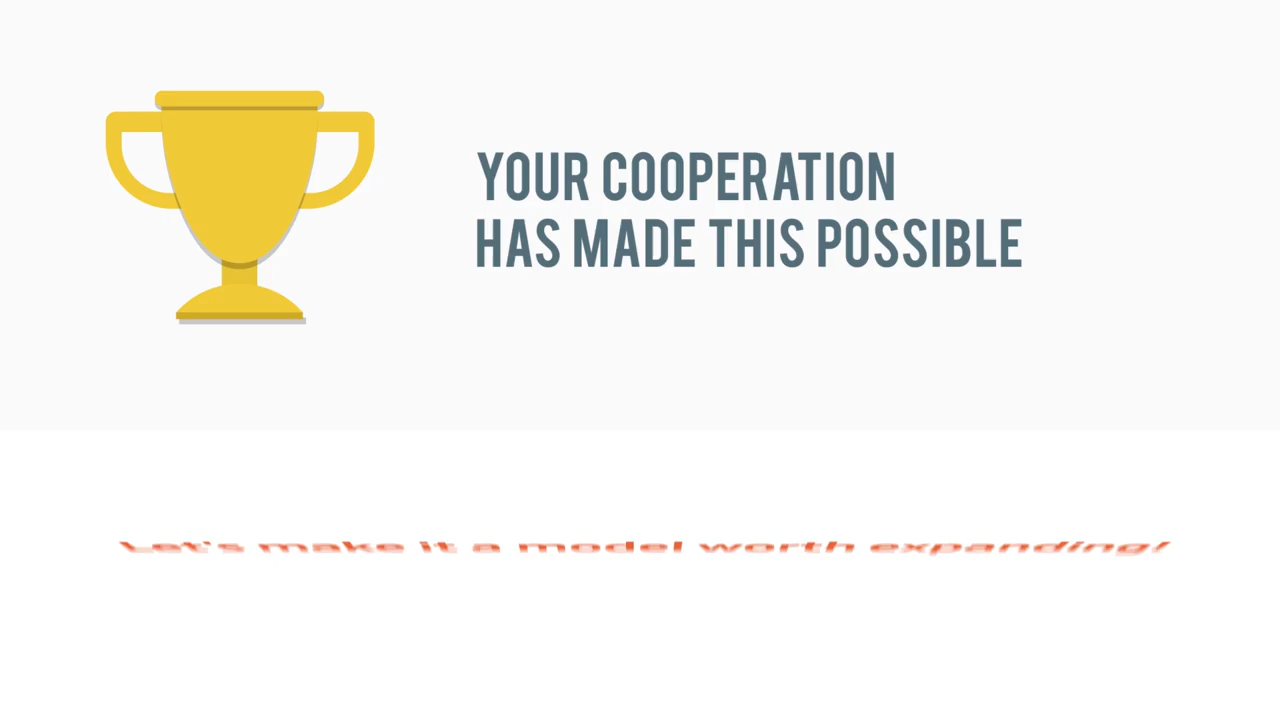 YOUR COOPERATION
HAS MADE THIS POSSIBLE
Let's make it a model worth expanding!